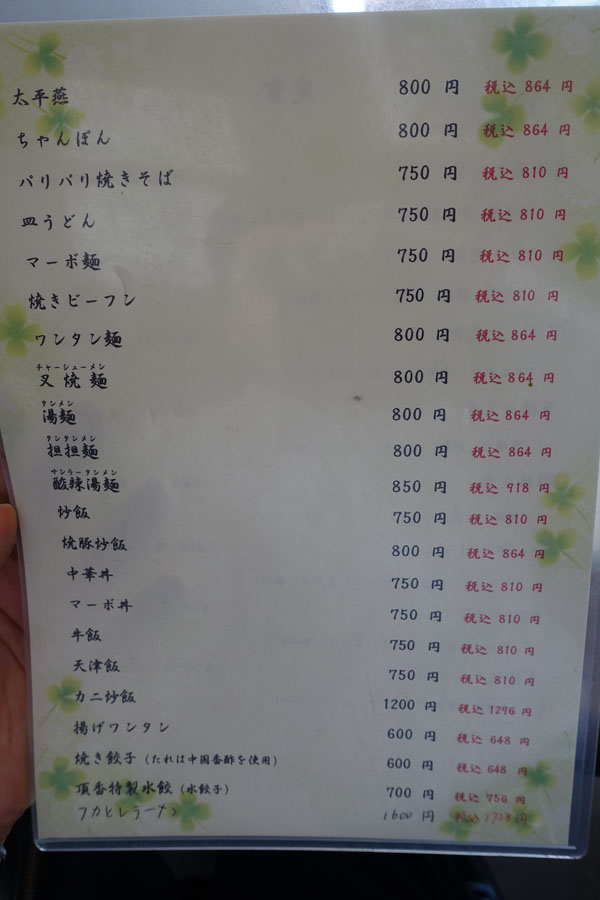 太平燕 800 円 税込 864 円
ちゃんぽん 800 円 税込 864 円
パリパリ焼きそば 750 円 税込 810 円
皿うどん 750 円 税込 810 円
マーボ麺 750 円 税込 810 円
焼きビーフン 750 円 税込 810 円
ワンタン麺 800 円 税込 864 円
チャーシューメン
叉焼麺 800 円 税込 864 円
タンメン
湯麺 800 円 税込 864 円
タンタンメン
担担麺 800 円 税込 864 円
サンラータンメン
酸辣湯麺 850 円 税込 918 円
炒飯 750 円 税込 810 円
焼豚炒飯 800 円 税込 864 円
中華丼 750 円 税込 810 円
マーボ丼 750 円 税込 810 円
牛飯 750 円 税込 810 円
天津飯 750 円 税込 810 円
カニ炒飯 1200 円 税込 1296 円
揚げワンタン 600 円 税込 648 円
焼き餃子 (たれは中国香酢を使用) 600 円 税込 648 円
頂番特製水餃 (水餃子) 700 円 税込 756 円
フカヒレラーメン 1600 円 税込 1728 円